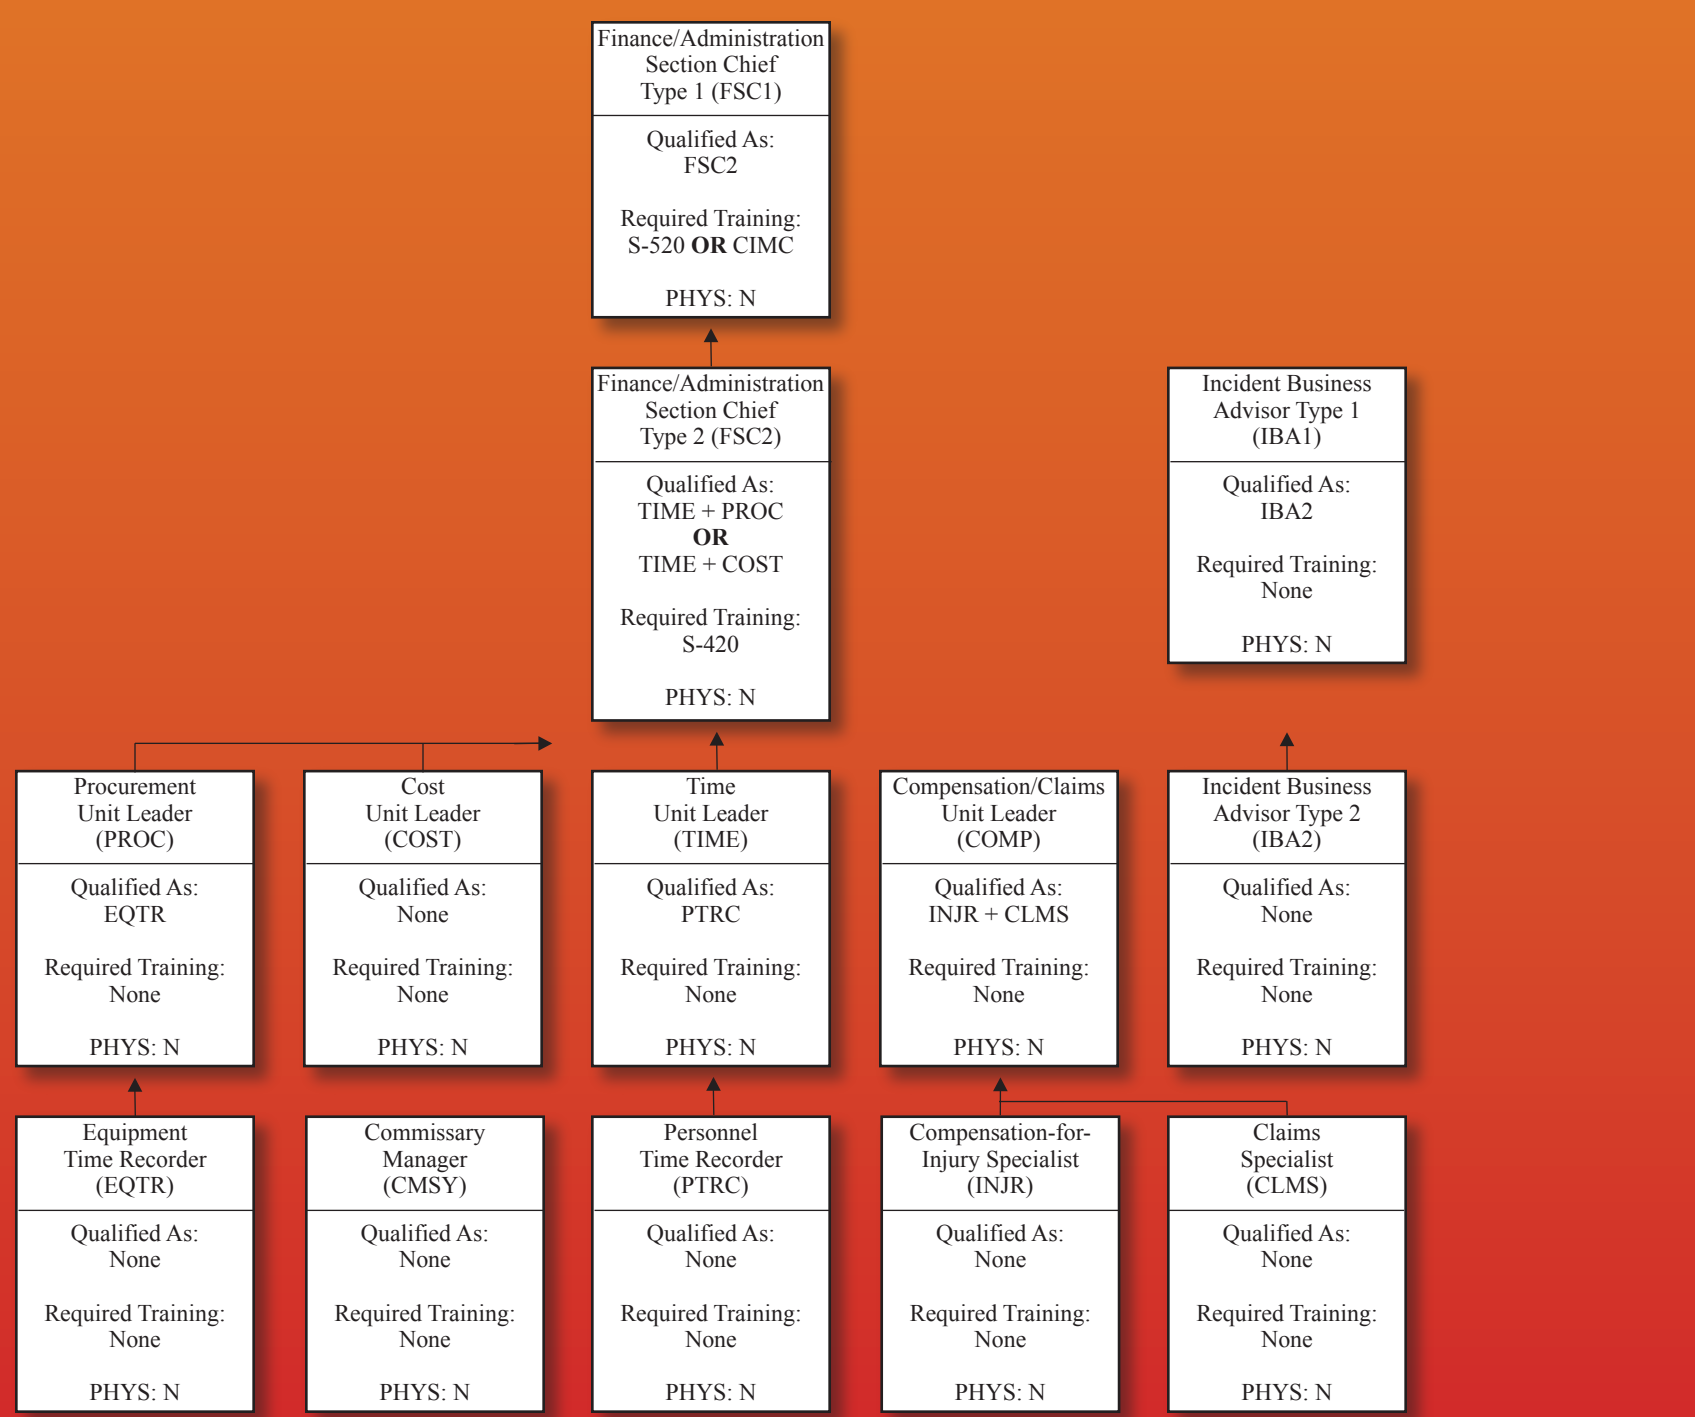 Finance/Administration
Section Chief
Type 1 (FSC1)
Qualified As:
FSC2
Required Training:
S-520 OR CIMC
PHYS: N
Finance/Administration
Section Chief
Type 2 (FSC2)
Qualified As:
TIME + PROC
OR
TIME + COST
Required Training:
S-420
PHYS: N
Incident Business
Advisor Type 1
(IBA1)
Qualified As:
IBA2
Required Training:
None
PHYS: N
Procurement
Unit Leader
(PROC)
Qualified As:
EQTR
Required Training:
None
PHYS: N
Cost
Unit Leader
(COST)
Qualified As:
None
Required Training:
None
PHYS: N
Time
Unit Leader
(TIME)
Qualified As:
PTRC
Required Training:
None
PHYS: N
Compensation/Claims
Unit Leader
(COMP)
Qualified As:
INJR + CLMS
Required Training:
None
PHYS: N
Incident Business
Advisor Type 2
(IBA2)
Qualified As:
None
Required Training:
None
PHYS: N
Equipment
Time Recorder
(EQTR)
Qualified As:
None
Required Training:
None
PHYS: N
Commissary
Manager
(CMSY)
Qualified As:
None
Required Training:
None
PHYS: N
Personnel
Time Recorder
(PTRC)
Qualified As:
None
Required Training:
None
PHYS: N
Compensation-for-
Injury Specialist
(INJR)
Qualified As:
None
Required Training:
None
PHYS: N
Claims
Specialist
(CLMS)
Qualified As:
None
Required Training:
None
PHYS: N